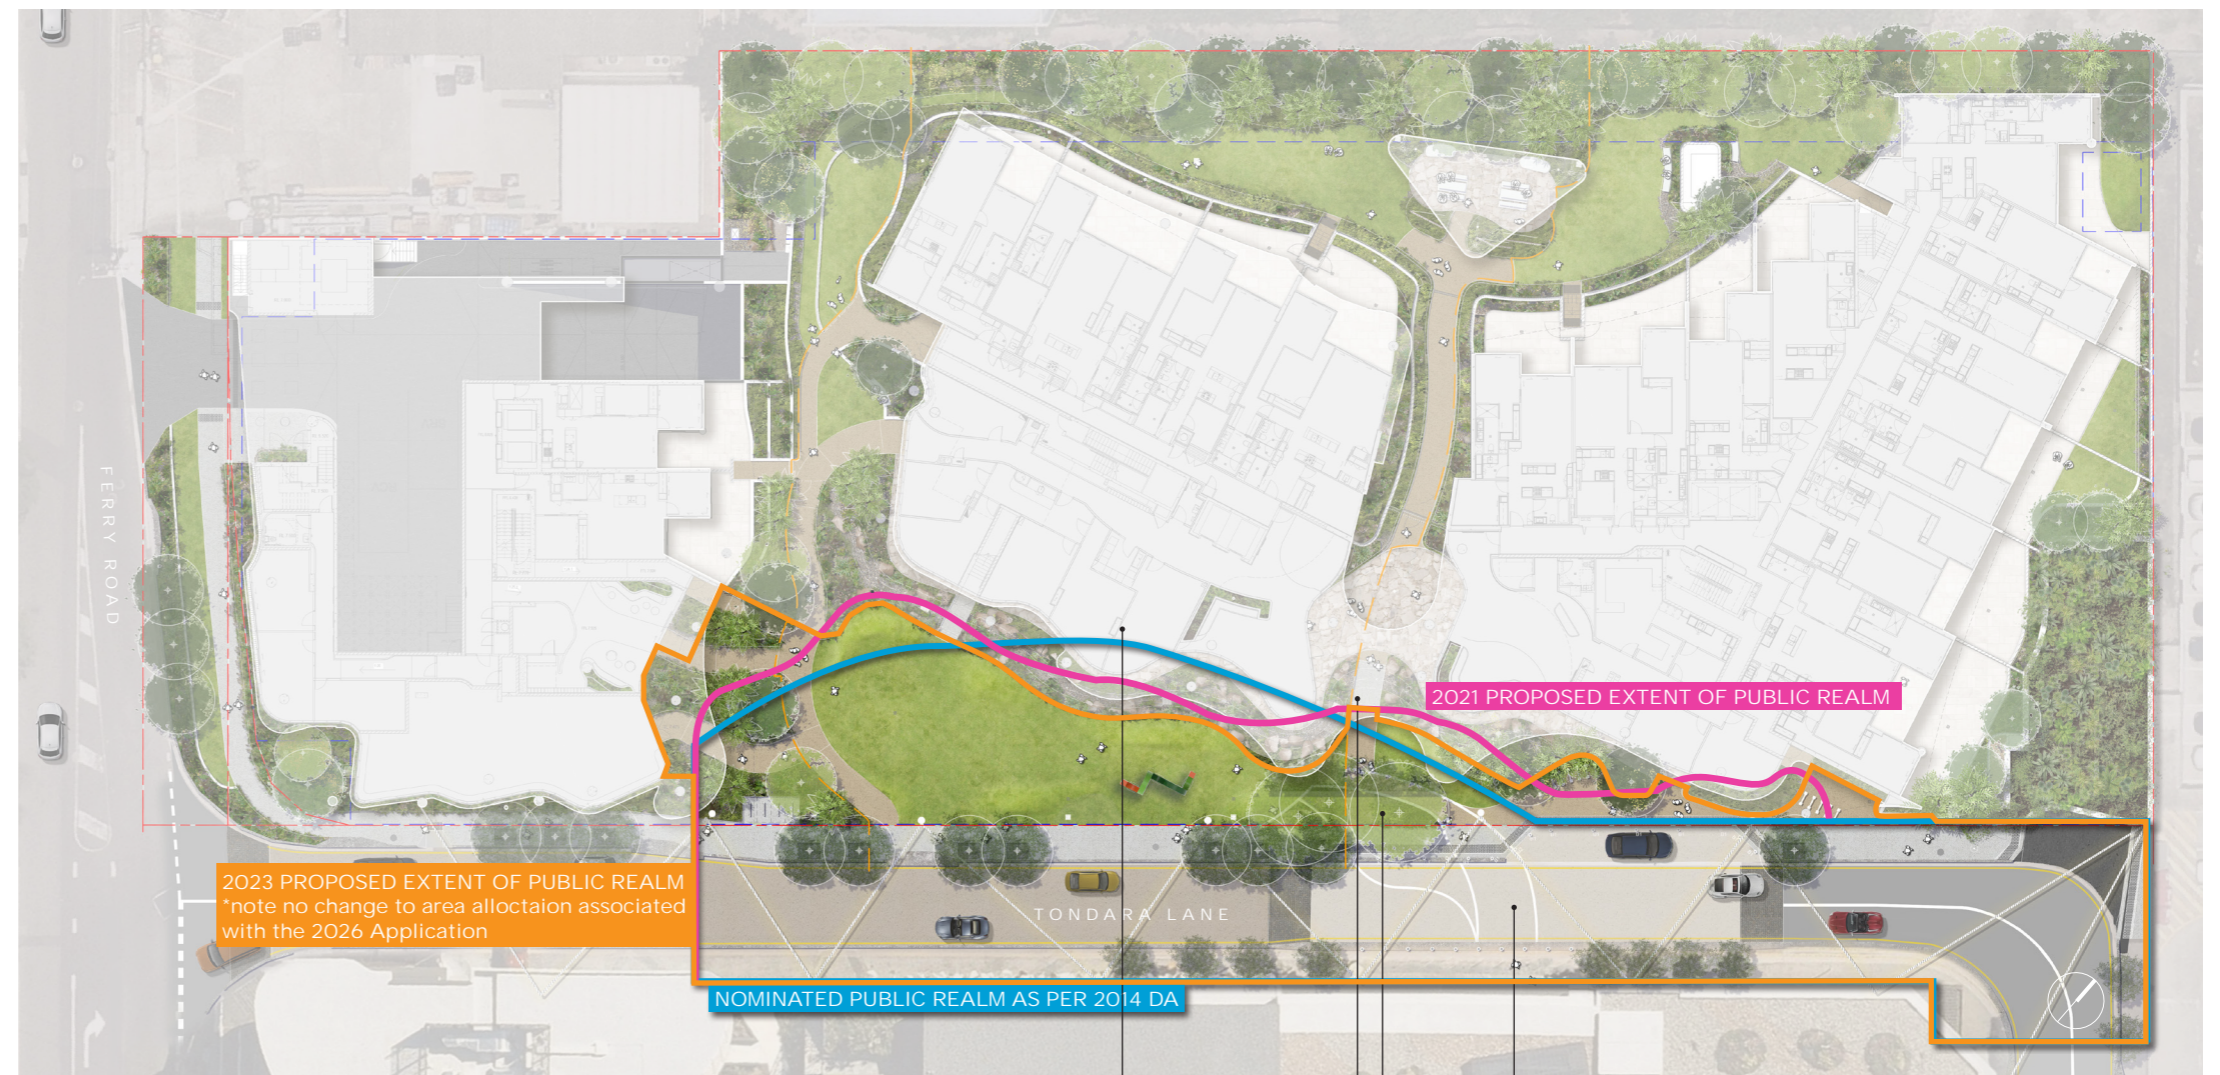 FERRY ROAD
2021 PROPOSED EXTENT OF PUBLIC REALM
2023 PROPOSED EXTENT OF PUBLIC REALM
*note no change to area alloctaion associated
with the 2026 Application
TONDARA LANE
NOMINATED PUBLIC REALM AS PER 2014 DA